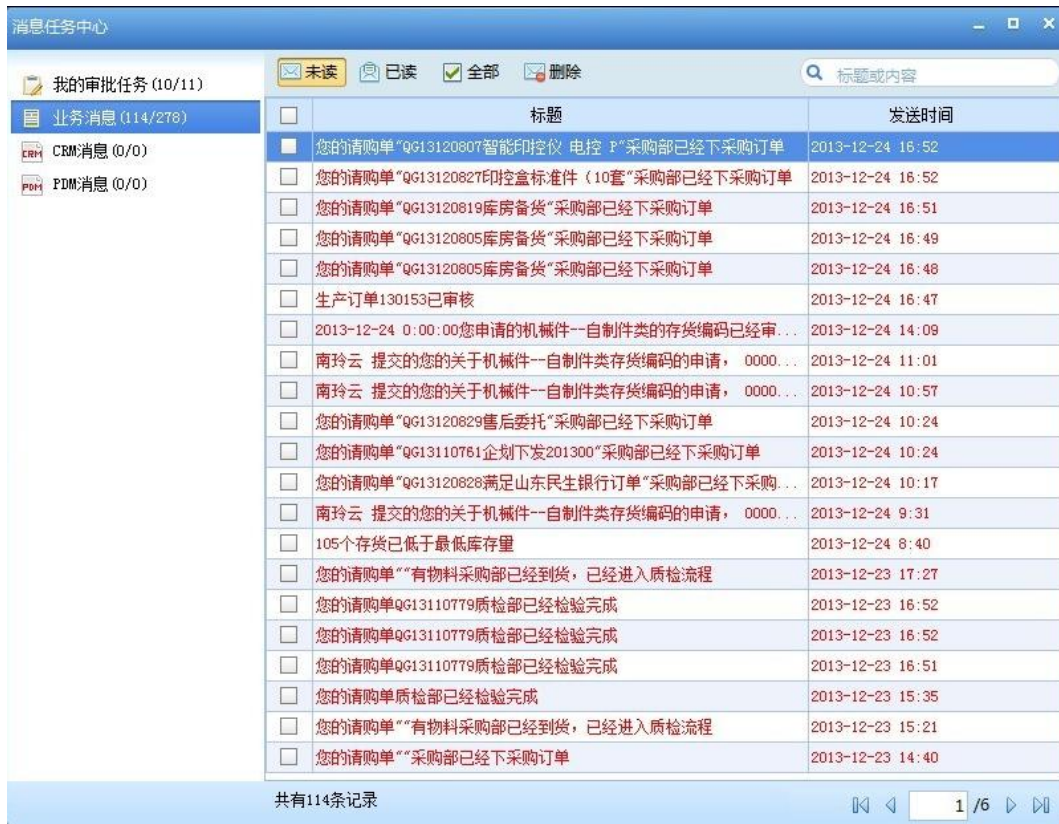 消息任务中心
我的审批任务(10/11)
业务消息(114/278)
CRM CRM消息(0/0)
PDM PDM消息(0/0)
未读 已读 全部 删除 标题或内容
标题 发送时间
您的请购单"QG13120807智能印控仪 电控 P"采购部已经下采购订单 2013-12-24 16:52
您的请购单"QG13120827印控盒标准件（10套"采购部已经下采购订单 2013-12-24 16:52
您的请购单"QG13120819库房备货"采购部已经下采购订单 2013-12-24 16:51
您的请购单"QG13120805库房备货"采购部已经下采购订单 2013-12-24 16:49
您的请购单"QG13120805库房备货"采购部已经下采购订单 2013-12-24 16:48
生产订单130153已审核 2013-12-24 16:47
2013-12-24 0:00:00您申请的机械件--自制件类的存货编码已经审... 2013-12-24 14:09
南玲云 提交的您的关于机械件--自制件类存货编码的申请， 0000... 2013-12-24 11:01
南玲云 提交的您的关于机械件--自制件类存货编码的申请， 0000... 2013-12-24 10:57
您的请购单"QG13120829售后委托"采购部已经下采购订单 2013-12-24 10:24
您的请购单"QG13110761企划下发201300"采购部已经下采购订单 2013-12-24 10:24
您的请购单"QG13120828满足山东民生银行订单"采购部已经下采购... 2013-12-24 10:17
南玲云 提交的您的关于机械件--自制件类存货编码的申请， 0000... 2013-12-24 9:31
105个存货已低于最低库存量 2013-12-24 8:40
您的请购单""有物料采购部已经到货，已经进入质检流程 2013-12-23 17:27
您的请购单QG13110779质检部已经检验完成 2013-12-23 16:52
您的请购单QG13110779质检部已经检验完成 2013-12-23 16:52
您的请购单QG13110779质检部已经检验完成 2013-12-23 16:51
您的请购单质检部已经检验完成 2013-12-23 15:35
您的请购单""有物料采购部已经到货，已经进入质检流程 2013-12-23 15:21
您的请购单""采购部已经下采购订单 2013-12-23 14:40
共有114条记录 1 /6